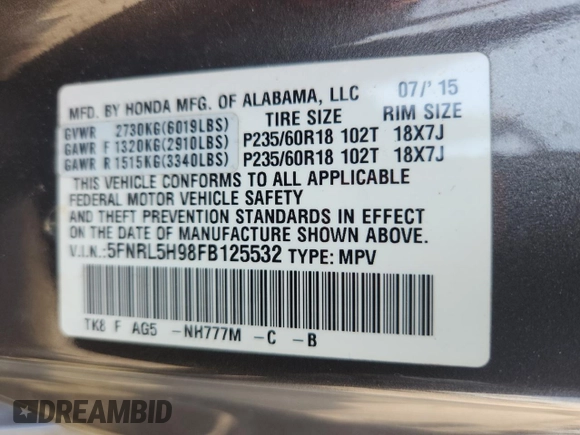 MFD. BY HONDA MFG. OF ALABAMA, LLC 07/'15
GVWR 2730KG(6019LBS) TIRE SIZE RIM SIZE
GAWR F 1320KG(2910LBS) P235/60R18 102T 18X7J
GAWR R 1515KG(3340LBS) P235/60R18 102T 18X7J
THIS VEHICLE CONFORMS TO ALL APPLICABLE
FEDERAL MOTOR VEHICLE SAFETY
AND THEFT PREVENTION STANDARDS IN EFFECT
ON THE DATE OF MANUFACTURE SHOWN ABOVE.
V.I.N.:5FNRL5H98FB125532 TYPE: MPV
TK8 F AG5 -NH777M -C -B
DREAMBID